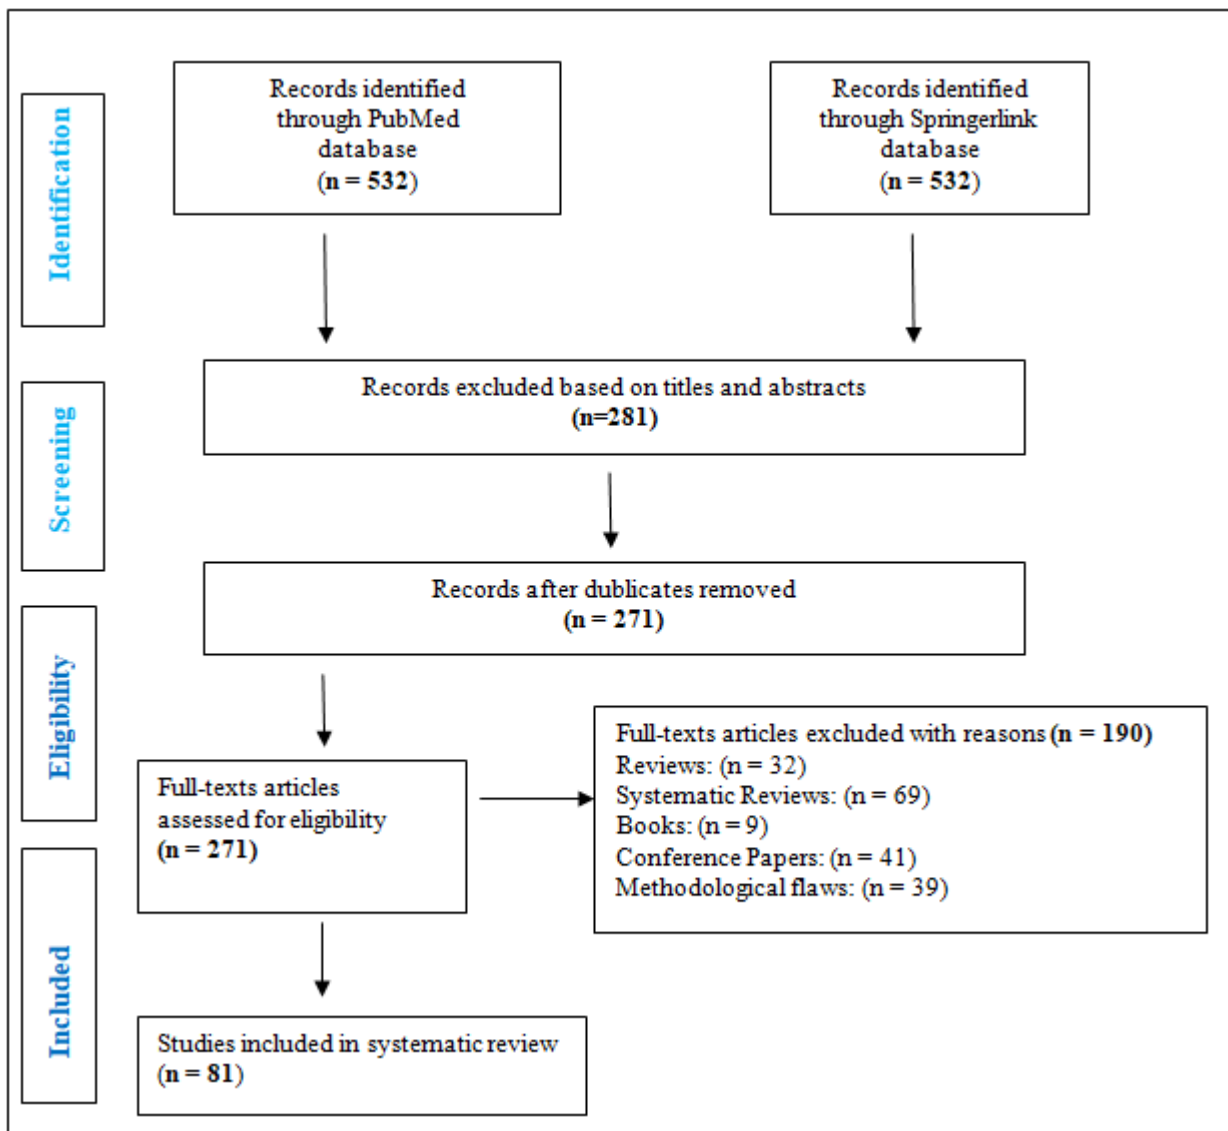 Identification
Records identified
through PubMed
database
(n = 532)
Records identified
through Springerlink
database
(n = 532)
Screening
Records excluded based on titles and abstracts
(n=281)
Records after dublicates removed
(n = 271)
Eligibility
Full-texts articles
assessed for eligibility
(n = 271)
Full-texts articles excluded with reasons (n = 190)
Reviews: (n = 32)
Systematic Reviews: (n = 69)
Books: (n = 9)
Conference Papers: (n = 41)
Methodological flaws: (n = 39)
Included
Studies included in systematic review
(n = 81)